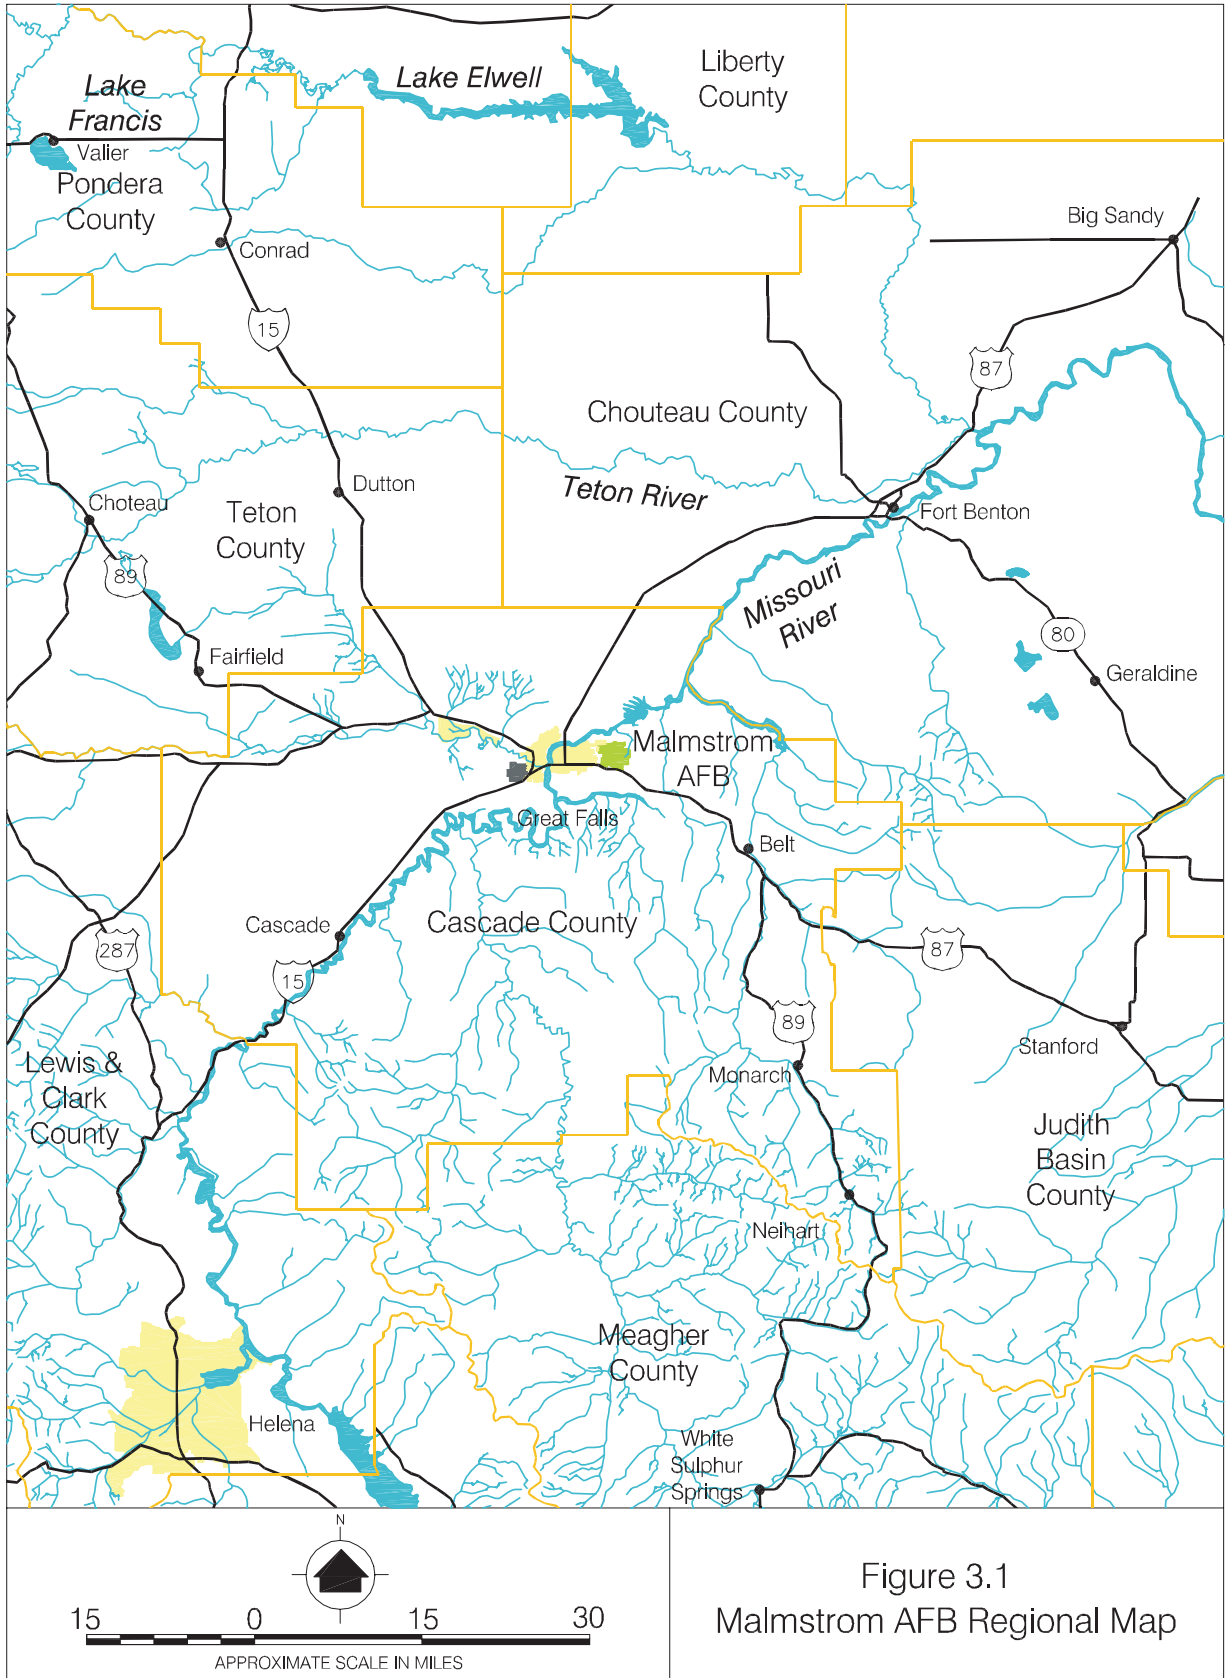 Liberty
County
Lake Elwell
Lake
Francis
Valier
Pondera
County
Big Sandy
Conrad
15
87
Chouteau County
Teton River
Dutton
Choteau
Teton
County
Fort Benton
89
Missouri
River
80
Fairfield
Geraldine
Malmstrom
AFB
Great Falls
Belt
Cascade
Cascade County
287
87
15
89
Stanford
Lewis &
Clark
County
Monarch
Judith
Basin
County
Neihart
Meagher
County
Helena
White
Sulphur
Springs
N
15 0 15 30
APPROXIMATE SCALE IN MILES
Figure 3.1
Malmstrom AFB Regional Map